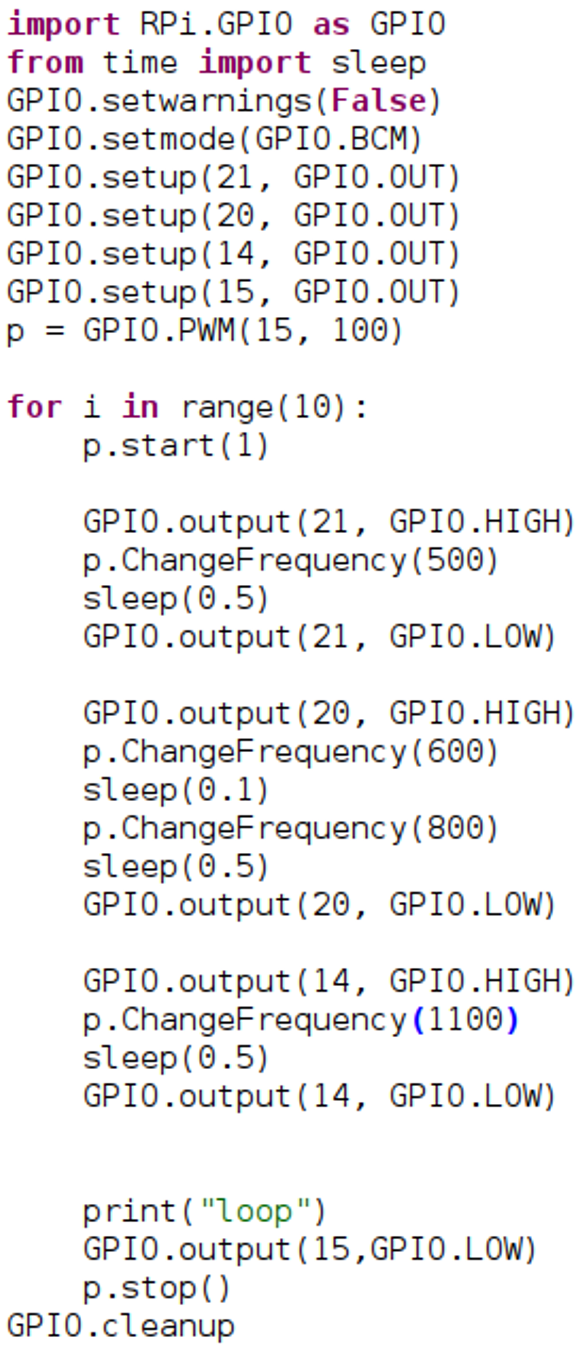 import RPi.GPIO as GPIO
from time import sleep
GPIO.setwarnings(False)
GPIO.setmode(GPIO.BCM)
GPIO.setup(21, GPIO.OUT)
GPIO.setup(20, GPIO.OUT)
GPIO.setup(14, GPIO.OUT)
GPIO.setup(15, GPIO.OUT)
p = GPIO.PWM(15, 100)

for i in range(10):
    p.start(1)

    GPIO.output(21, GPIO.HIGH)
    p.ChangeFrequency(500)
    sleep(0.5)
    GPIO.output(21, GPIO.LOW)

    GPIO.output(20, GPIO.HIGH)
    p.ChangeFrequency(600)
    sleep(0.1)
    p.ChangeFrequency(800)
    sleep(0.5)
    GPIO.output(20, GPIO.LOW)

    GPIO.output(14, GPIO.HIGH)
    p.ChangeFrequency(1100)
    sleep(0.5)
    GPIO.output(14, GPIO.LOW)


    print("loop")
    GPIO.output(15,GPIO.LOW)
    p.stop()
GPIO.cleanup